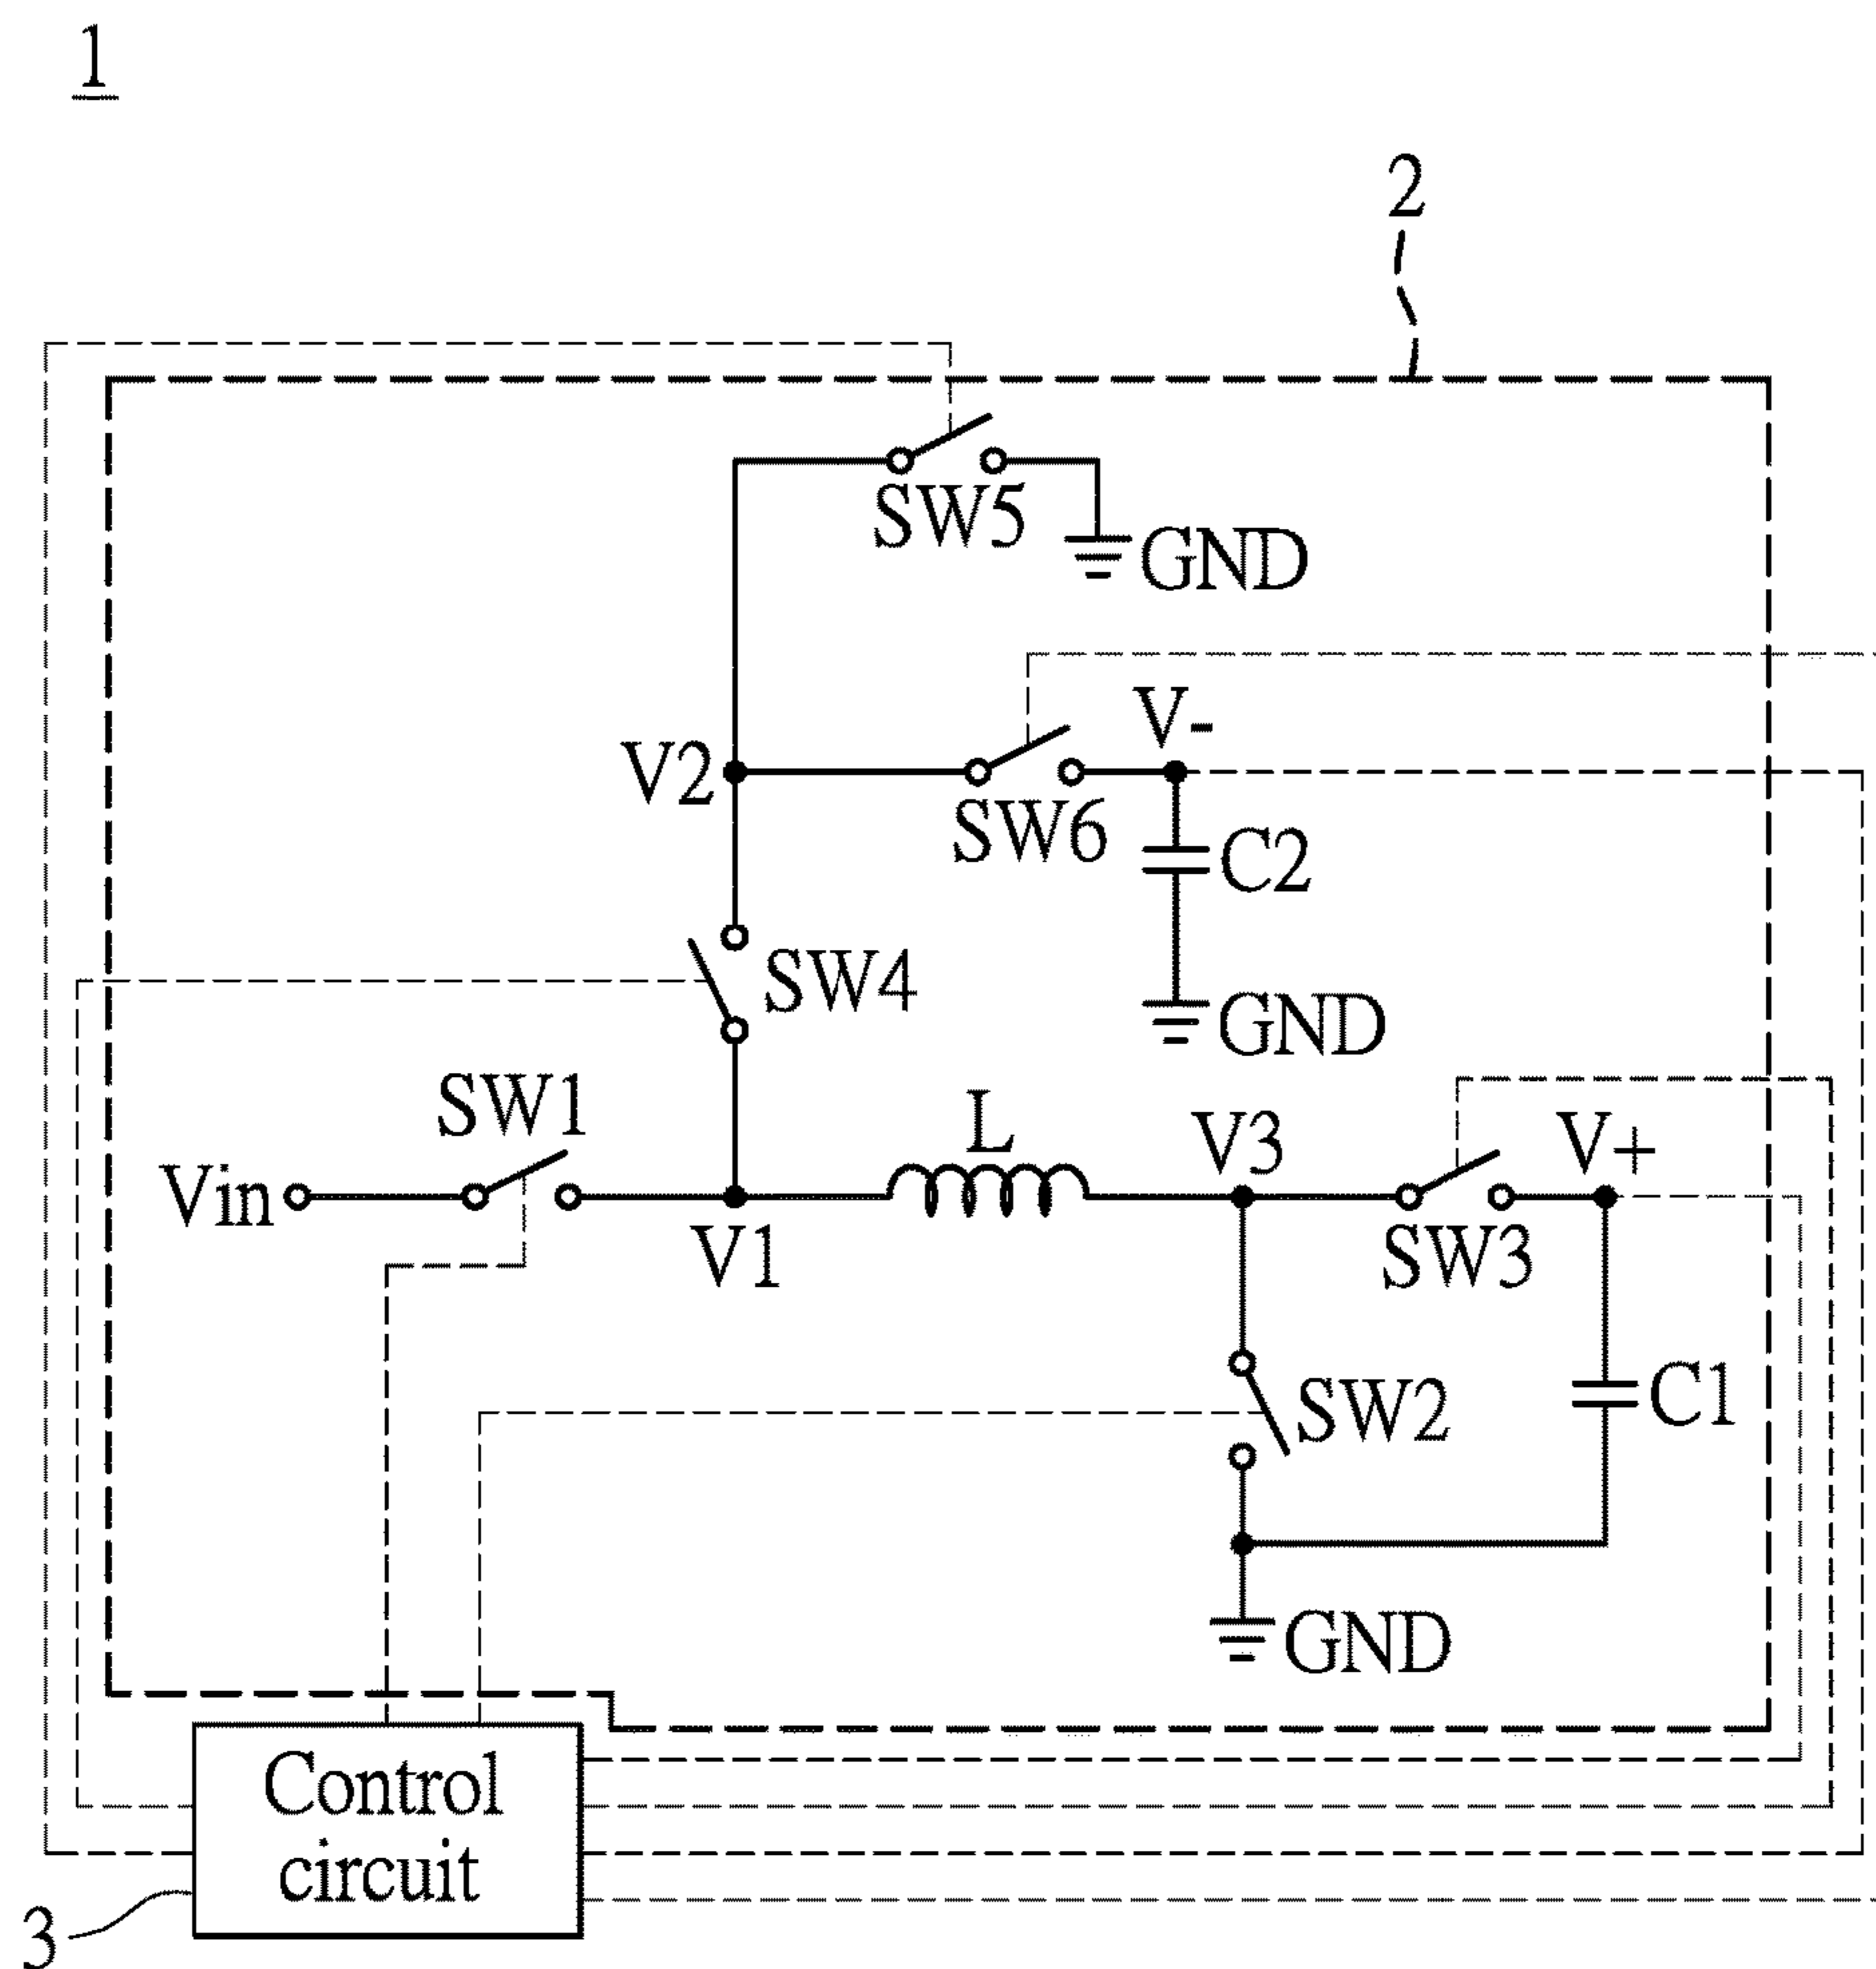 1
2
SW5
GND
V-
V2
SW6
C2
SW4
GND
SW1
L
V3
V+
Vin
V1
SW3
SW2
C1
GND
Control
circuit
3